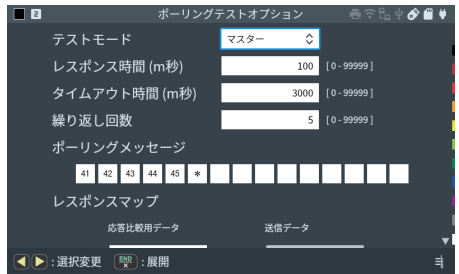 2 ポーリングテストオプション
テストモード マスター
レスポンス時間 (m秒) 100 [ 0 - 99999 ]
タイムアウト時間 (m秒) 3000 [ 0 - 99999 ]
繰り返し回数 5 [ 0 - 99999 ]
ポーリングメッセージ
41 42 43 44 45 *
レスポンスマップ
応答比較用データ 送信データ
: 選択変更 END : 展開